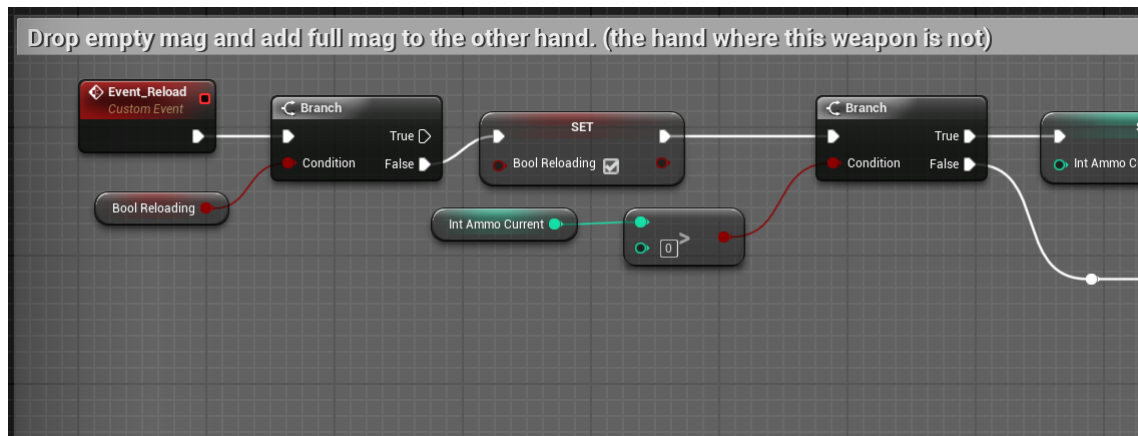 Drop empty mag and add full mag to the other hand. (the hand where this weapon is not)
Event_Reload
Custom Event
Branch
True
Condition
False
Bool Reloading
SET
Bool Reloading
Int Ammo Current
0
>
Branch
True
Condition
False
Int Ammo C